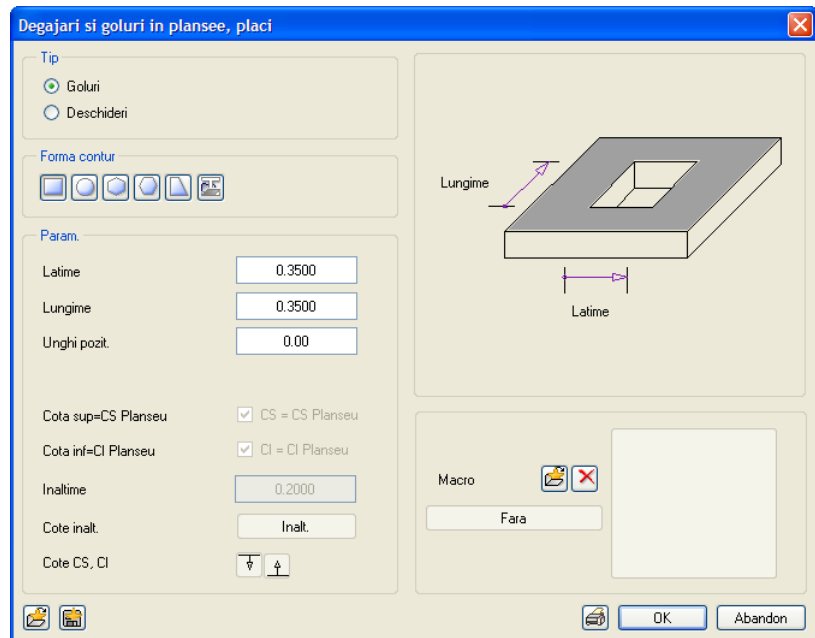 Degajari si goluri in plansee, placi
Tip
Goluri
Deschideri
Forma contur
Param.
Latime 0.3500
Lungime 0.3500
Unghi pozit. 0.00
Cota sup=CS Planseu CS = CS Planseu
Cota inf=CI Planseu CI = CI Planseu
Inaltime 0.2000
Cote inalt. Inalt.
Cote CS, CI
Lungime
Latime
Macro
Fara
OK Abandon